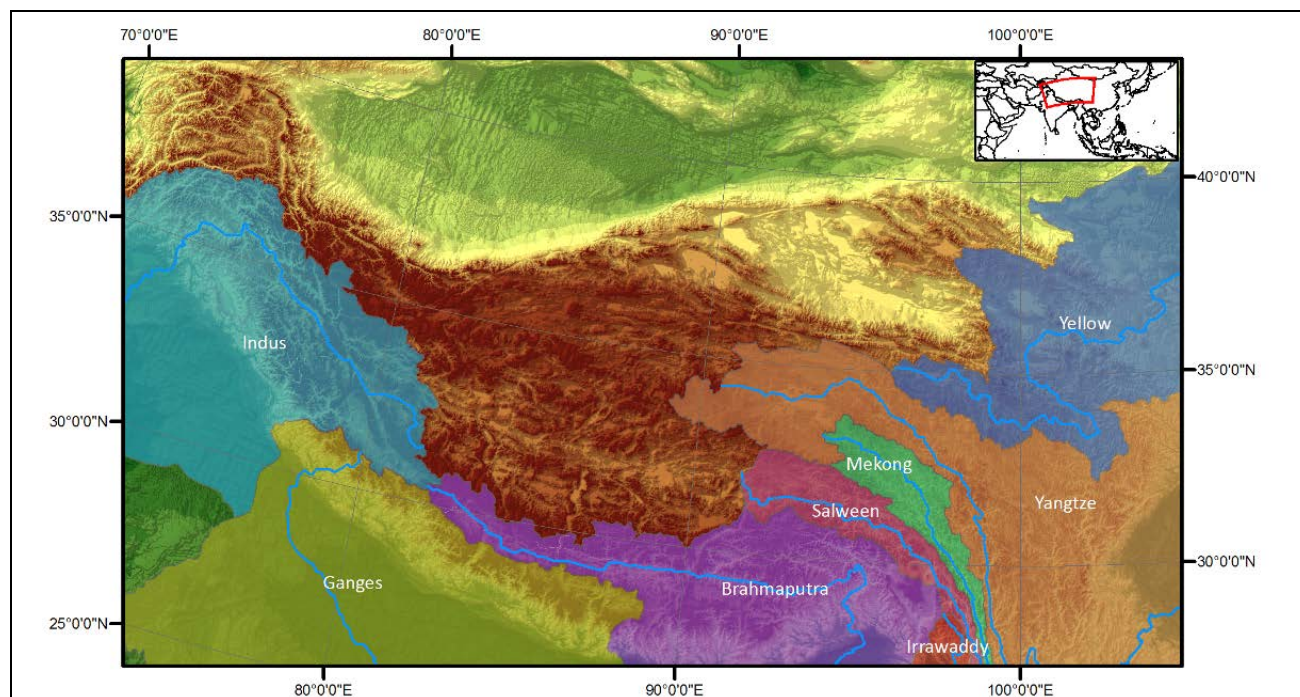 70°0'0"E 80°0'0"E 90°0'0"E 100°0'0"E
40°0'0"N
35°0'0"N
Yellow
Indus
35°0'0"N
30°0'0"N
Mekong
Yangtze
Salween
30°0'0"N
Ganges
Brahmaputra
25°0'0"N
Irrawaddy
80°0'0"E 90°0'0"E 100°0'0"E